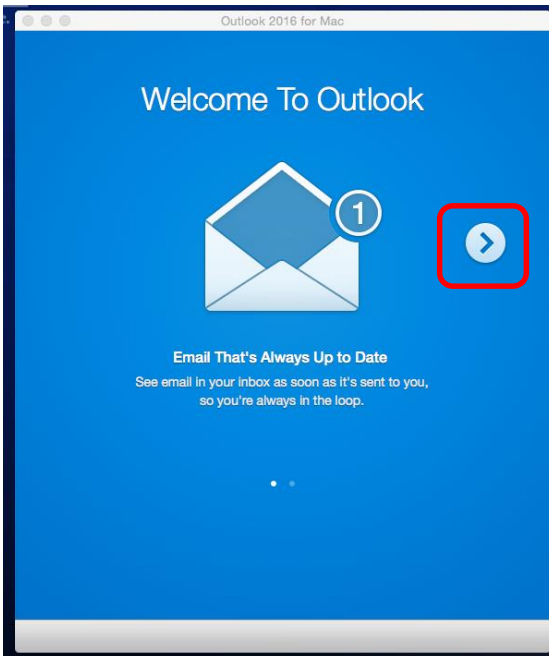 Outlook 2016 for Mac
Welcome To Outlook
1
Email That's Always Up to Date
See email in your inbox as soon as it's sent to you,
so you're always in the loop.